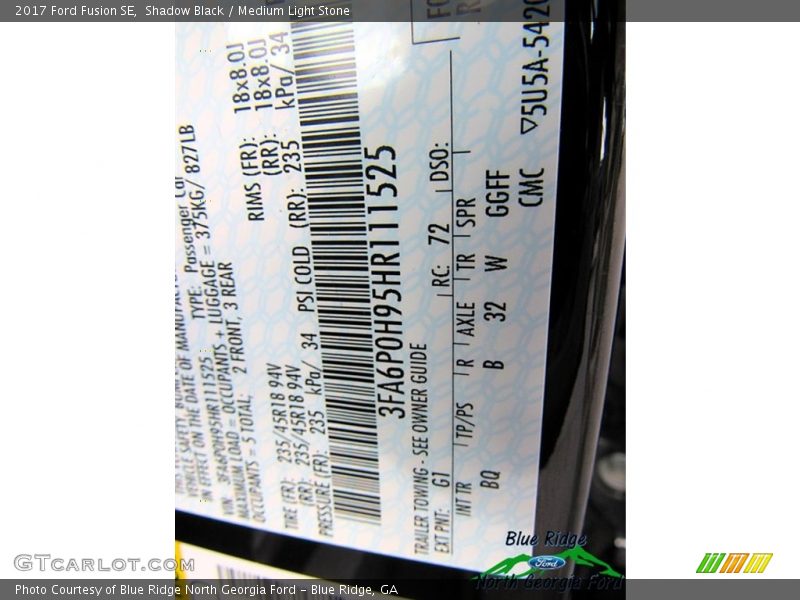 2017 Ford Fusion SE, Shadow Black / Medium Light Stone
IN EFFECT ON THE DATE OF MANUFACTU
VIN: 3FA6P0H95HR111525 TYPE: Passenger Car
MAXIMUM LOAD = OCCUPANTS + LUGGAGE = 375KG/ 827LB
OCCUPANTS - 5 TOTAL: 2 FRONT, 3 REAR
TIRE (FR): 235/45R18 94V RIMS (FR): 18x8.0J
(RR): 235/45R18 94V (RR): 18x8.0J
PRESSURE (FR): 235 kPa/ 34 PSI COLD (RR): 235 kPa/ 34
3FA6P0H95HR111525
TRAILER TOWING - SEE OWNER GUIDE
EXT PNT: G1 RC: 72 DSO:
INT TR TP/PS R AXLE TR SPR
BQ B 32 W GGFF
CMC
▽5U5A-5420
Blue Ridge
Ford
North Georgia Ford
GTcarlot.com
Photo Courtesy of Blue Ridge North Georgia Ford – Blue Ridge, GA